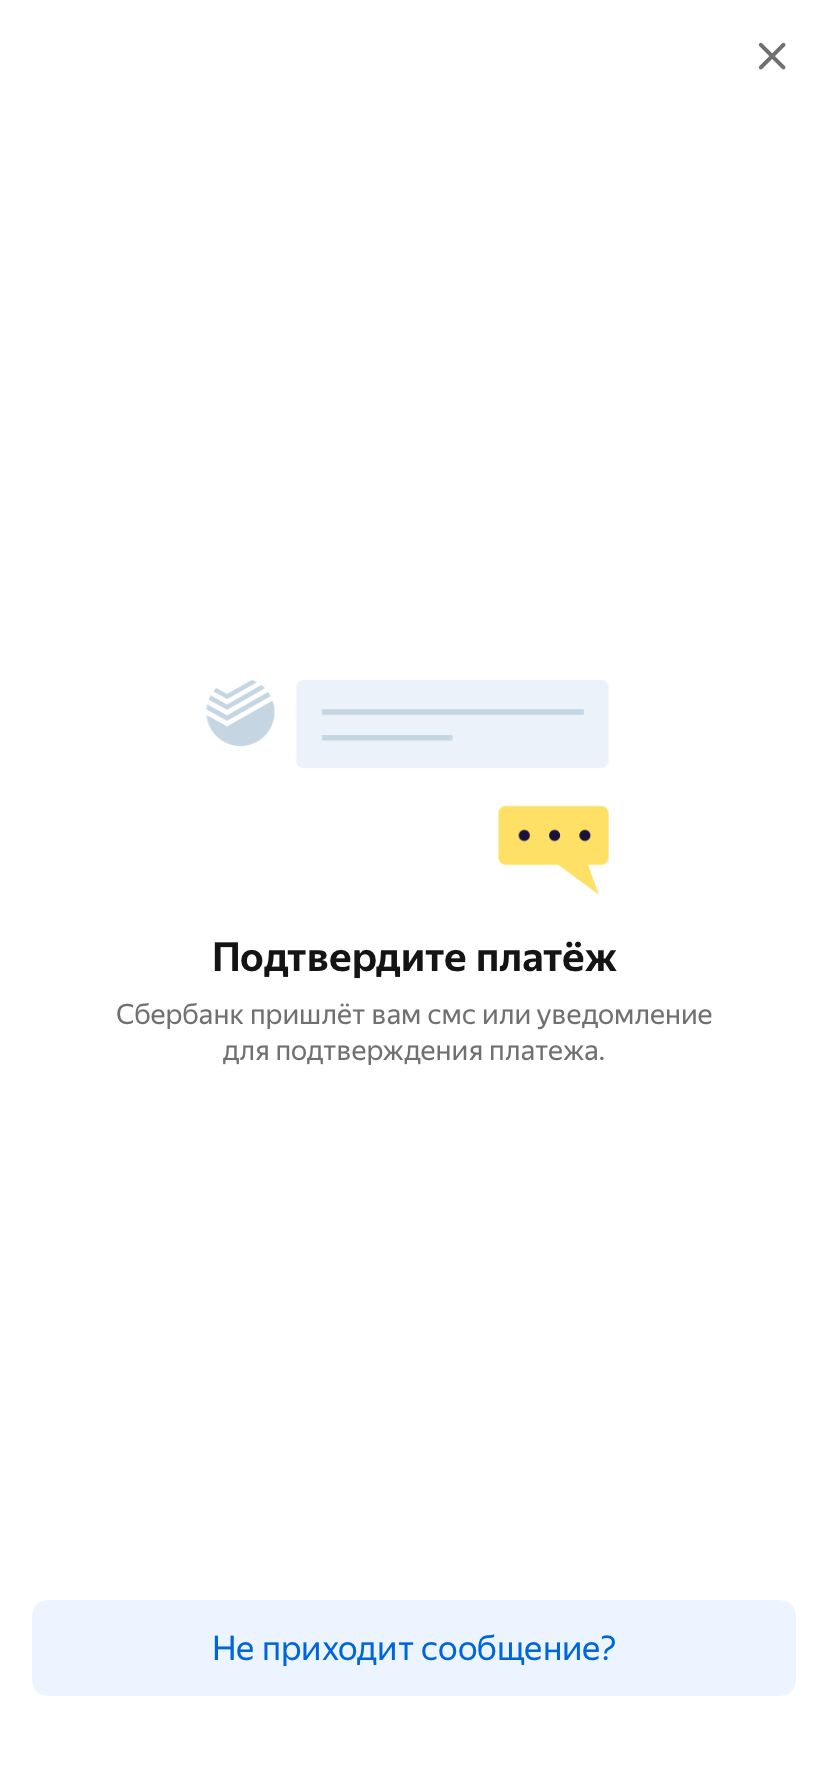 Подтвердите платёж
Сбербанк пришлёт вам смс или уведомление
для подтверждения платежа.
Не приходит сообщение?